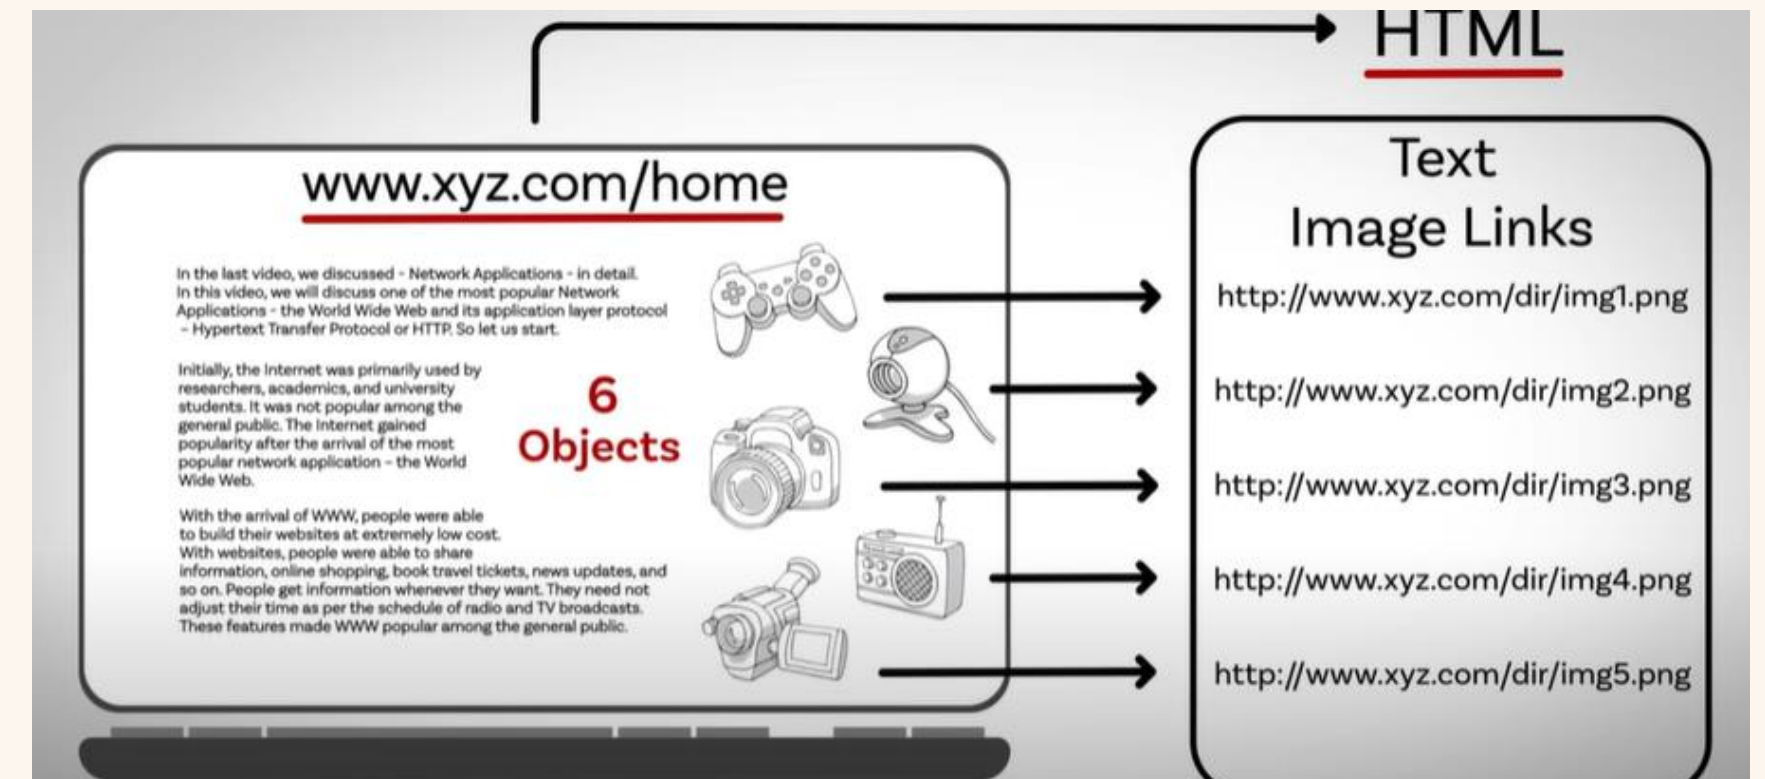 HTML
www.xyz.com/home
In the last video, we discussed - Network Applications - in detail.
In this video, we will discuss one of the most popular Network
Applications - the World Wide Web and its application layer protocol
- Hypertext Transfer Protocol or HTTP. So let us start.
Initially, the Internet was primarily used by
researchers, academics, and university
students. It was not popular among the
general public. The Internet gained
popularity after the arrival of the most
popular network application - the World
Wide Web.
6
Objects
With the arrival of WWW, people were able
to build their websites at extremely low cost.
With websites, people were able to share
information, online shopping, book travel tickets, news updates, and
so on. People get information whenever they want. They need not
adjust their time as per the schedule of radio and TV broadcasts.
These features made WWW popular among the general public.
Text
Image Links
http://www.xyz.com/dir/img1.png
http://www.xyz.com/dir/img2.png
http://www.xyz.com/dir/img3.png
http://www.xyz.com/dir/img4.png
http://www.xyz.com/dir/img5.png